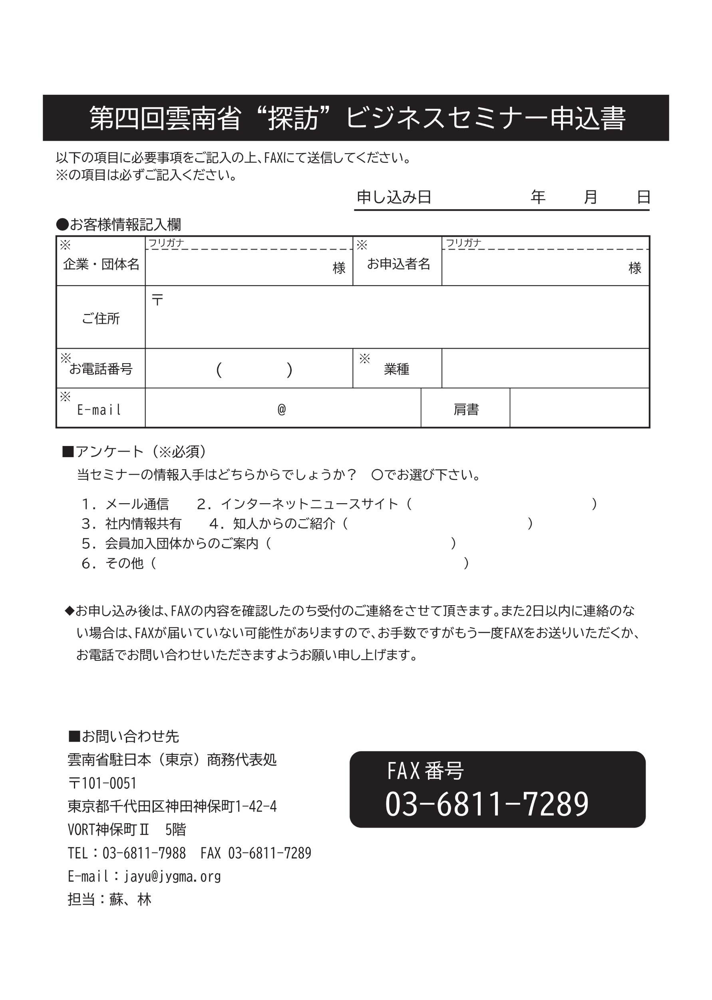 第四回雲南省“探訪”ビジネスセミナー申込書
以下の項目に必要事項をご記入の上、FAXにて送信してください。
※の項目は必ずご記入ください。
申し込み日 年 月 日
●お客様情報記入欄
※ フリガナ ※ フリガナ
企業・団体名 様 お申込者名 様
〒
ご住所
※ ※
お電話番号 ( ) 業種
※
E-mail @ 肩書
■アンケート（※必須）
当セミナーの情報入手はどちらからでしょうか？ ○でお選び下さい。
1．メール通信 2．インターネットニュースサイト（ ）
3．社内情報共有 4．知人からのご紹介（ ）
5．会員加入団体からのご案内（ ）
6．その他（ ）
◆お申し込み後は、FAXの内容を確認したのち受付のご連絡をさせて頂きます。また2日以内に連絡のな
い場合は、FAXが届いていない可能性がありますので、お手数ですがもう一度FAXをお送りいただくか、
お電話でお問い合わせいただきますようお願い申し上げます。
■お問い合わせ先
雲南省駐日本（東京）商務代表処
〒101-0051
東京都千代田区神田神保町1-42-4
VORT神保町Ⅱ 5階
TEL：03-6811-7988 FAX 03-6811-7289
E-mail：jayu@jygma.org
担当：蘇、林
FAX 番号
03-6811-7289